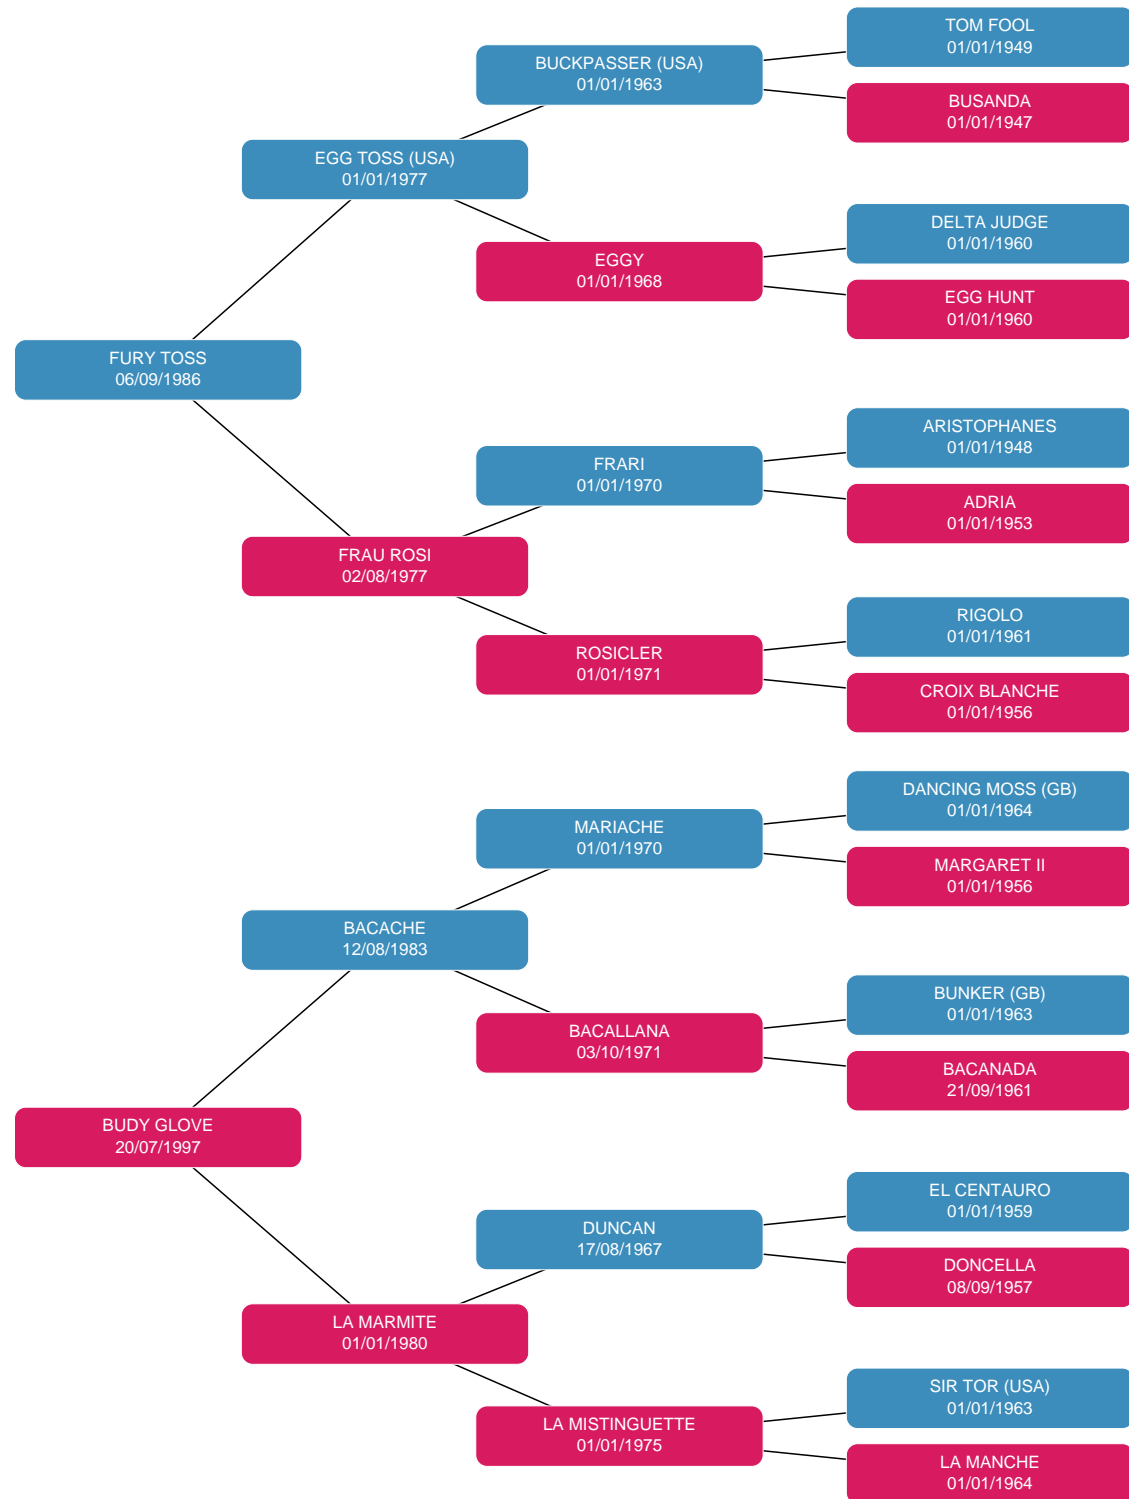 TOM FOOL
01/01/1949
BUCKPASSER (USA)
01/01/1963
BUSANDA
01/01/1947
EGG TOSS (USA)
01/01/1977
DELTA JUDGE
01/01/1960
EGGY
01/01/1968
EGG HUNT
01/01/1960
FURY TOSS
06/09/1986
ARISTOPHANES
01/01/1948
FRARI
01/01/1970
ADRIA
01/01/1953
FRAU ROSI
02/08/1977
RIGOLO
01/01/1961
ROSICLER
01/01/1971
CROIX BLANCHE
01/01/1956
DANCING MOSS (GB)
01/01/1964
MARIACHE
01/01/1970
MARGARET II
01/01/1956
BACACHE
12/08/1983
BUNKER (GB)
01/01/1963
BACALLANA
03/10/1971
BACANADA
21/09/1961
BUDY GLOVE
20/07/1997
EL CENTAURO
01/01/1959
DUNCAN
17/08/1967
DONCELLA
08/09/1957
LA MARMITE
01/01/1980
SIR TOR (USA)
01/01/1963
LA MISTINGUETTE
01/01/1975
LA MANCHE
01/01/1964